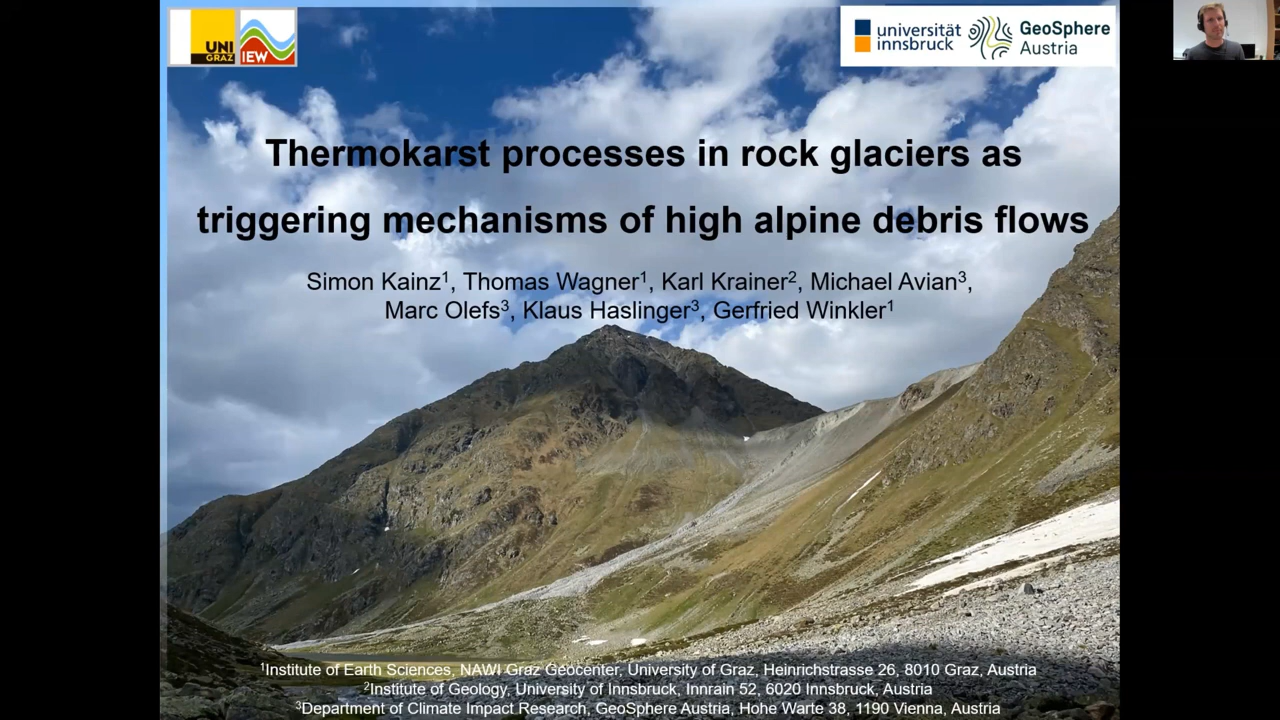 UNI
GRAZ
IEW
universität
innsbruck
GeoSphere
Austria
Thermokarst processes in rock glaciers as
triggering mechanisms of high alpine debris flows
Simon Kainz¹, Thomas Wagner¹, Karl Krainer², Michael Avian³,
Marc Olefs³, Klaus Haslinger³, Gerfried Winkler¹
¹Institute of Earth Sciences, NAWI Graz Geocenter, University of Graz, Heinrichstrasse 26, 8010 Graz, Austria
²Institute of Geology, University of Innsbruck, Innrain 52, 6020 Innsbruck, Austria
³Department of Climate Impact Research, GeoSphere Austria, Hohe Warte 38, 1190 Vienna, Austria